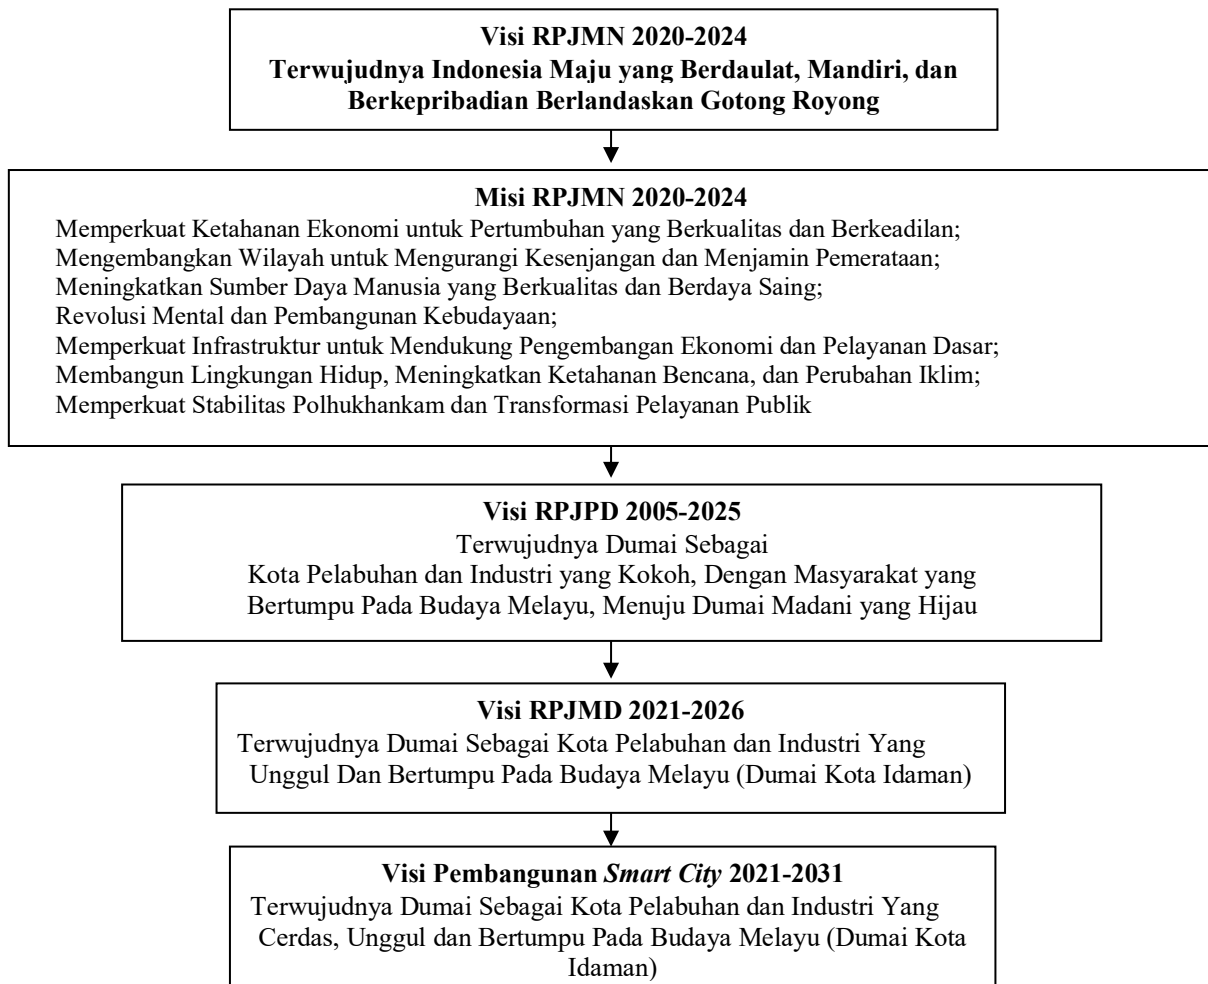 Visi RPJMN 2020-2024
Terwujudnya Indonesia Maju yang Berdaulat, Mandiri, dan
Berkepribadian Berlandaskan Gotong Royong
Misi RPJMN 2020-2024
Memperkuat Ketahanan Ekonomi untuk Pertumbuhan yang Berkualitas dan Berkeadilan;
Mengembangkan Wilayah untuk Mengurangi Kesenjangan dan Menjamin Pemerataan;
Meningkatkan Sumber Daya Manusia yang Berkualitas dan Berdaya Saing;
Revolusi Mental dan Pembangunan Kebudayaan;
Memperkuat Infrastruktur untuk Mendukung Pengembangan Ekonomi dan Pelayanan Dasar;
Membangun Lingkungan Hidup, Meningkatkan Ketahanan Bencana, dan Perubahan Iklim;
Memperkuat Stabilitas Polhukhankam dan Transformasi Pelayanan Publik
Visi RPJPD 2005-2025
Terwujudnya Dumai Sebagai
Kota Pelabuhan dan Industri yang Kokoh, Dengan Masyarakat yang
Bertumpu Pada Budaya Melayu, Menuju Dumai Madani yang Hijau
Visi RPJMD 2021-2026
Terwujudnya Dumai Sebagai Kota Pelabuhan dan Industri Yang
Unggul Dan Bertumpu Pada Budaya Melayu (Dumai Kota Idaman)
Visi Pembangunan Smart City 2021-2031
Terwujudnya Dumai Sebagai Kota Pelabuhan dan Industri Yang
Cerdas, Unggul dan Bertumpu Pada Budaya Melayu (Dumai Kota
Idaman)